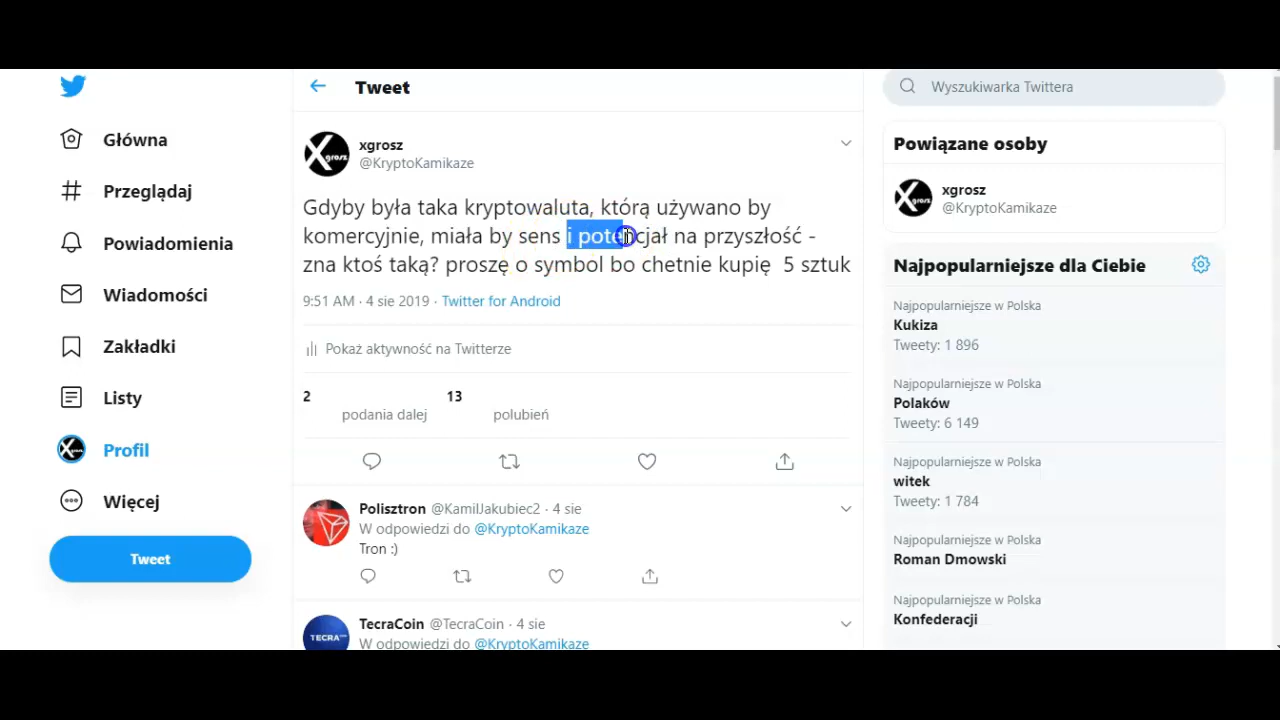 Tweet
Wyszukiwarka Twittera
Główna
Przeglądaj
Powiadomienia
Wiadomości
Zakładki
Listy
Profil
Więcej
Tweet
Xgrosz
xgrosz
@KryptoKamikaze
Gdyby była taka kryptowaluta, którą używano by
komercyjnie, miała by sens i potencjał na przyszłość -
zna ktoś taką? proszę o symbol bo chetnie kupię 5 sztuk
9:51 AM · 4 sie 2019 · Twitter for Android
Pokaż aktywność na Twitterze
2 podania dalej 13 polubień
Polisztron @KamilJakubiec2 · 4 sie
W odpowiedzi do @KryptoKamikaze
Tron :)
TECRA
TecraCoin @TecraCoin · 4 sie
W odpowiedzi do @KryptoKamikaze
Powiązane osoby
Xgrosz
xgrosz
@KryptoKamikaze
Najpopularniejsze dla Ciebie
Najpopularniejsze w Polska
Kukiza
Tweety: 1 896
Najpopularniejsze w Polska
Polaków
Tweety: 6 149
Najpopularniejsze w Polska
witek
Tweety: 1 784
Najpopularniejsze w Polska
Roman Dmowski
Najpopularniejsze w Polska
Konfederacji